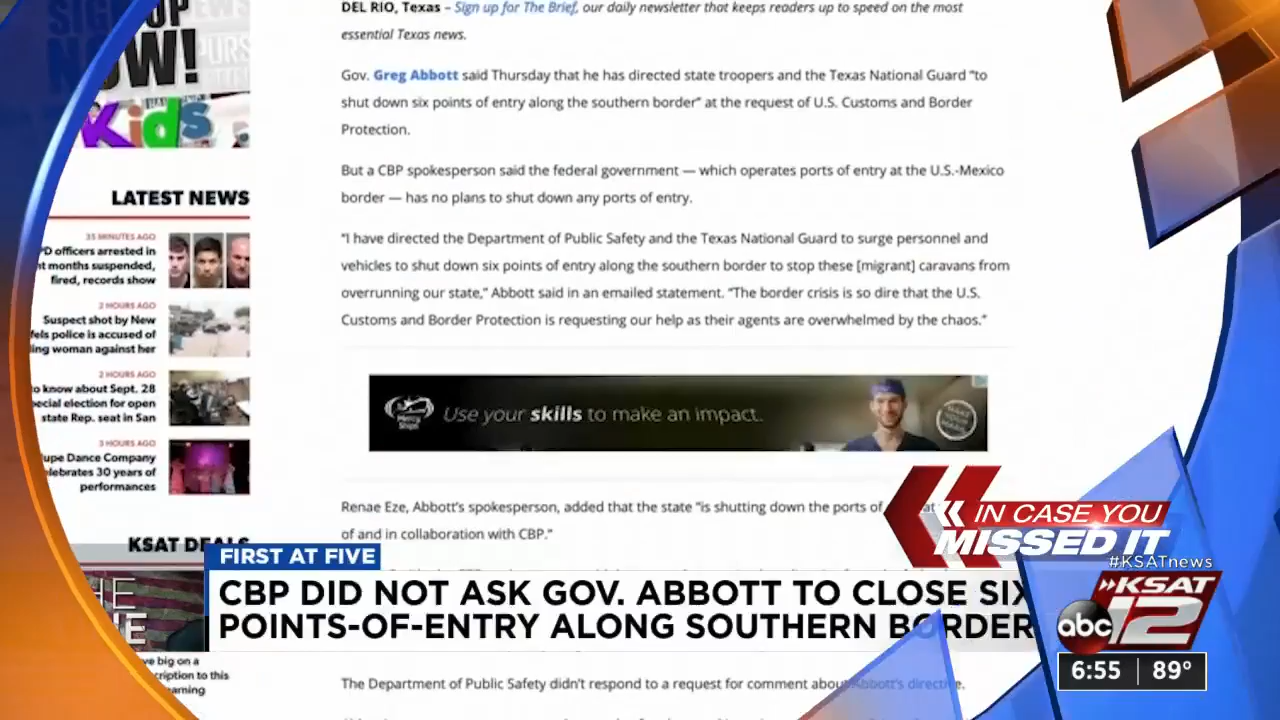 SIGN UP
NOW!
Kids
LATEST NEWS
35 MINUTES AGO
officers arrested in
months suspended,
fired, records show
2 HOURS AGO
Suspect shot by New
police is accused of
woman against her
2 HOURS AGO
know about Sept. 28
election for open
state Rep. seat in San
3 HOURS AGO
Dance Company
30 years of
performances
KSAT DEALS
big on a
to this
DEL RIO, Texas – Sign up for The Brief, our daily newsletter that keeps readers up to speed on the most
essential Texas news.
Gov. Greg Abbott said Thursday that he has directed state troopers and the Texas National Guard “to
shut down six points of entry along the southern border” at the request of U.S. Customs and Border
Protection.
But a CBP spokesperson said the federal government — which operates ports of entry at the U.S.-Mexico
border — has no plans to shut down any ports of entry.
“I have directed the Department of Public Safety and the Texas National Guard to surge personnel and
vehicles to shut down six points of entry along the southern border to stop these [migrant] caravans from
overrunning our state,” Abbott said in an emailed statement. “The border crisis is so dire that the U.S.
Customs and Border Protection is requesting our help as their agents are overwhelmed by the chaos.”
Mercy
Ships
Use your skills to make an impact.
Renae Eze, Abbott’s spokesperson, added that the state “is shutting down the ports of
of and in collaboration with CBP.”
IN CASE YOU
MISSED IT
#KSATnews
FIRST AT FIVE
CBP DID NOT ASK GOV. ABBOTT TO CLOSE SIX
POINTS-OF-ENTRY ALONG SOUTHERN BORDER
KSAT
abc 12
6:55 89°
The Department of Public Safety didn’t respond to a request for comment about Abbott’s directive.